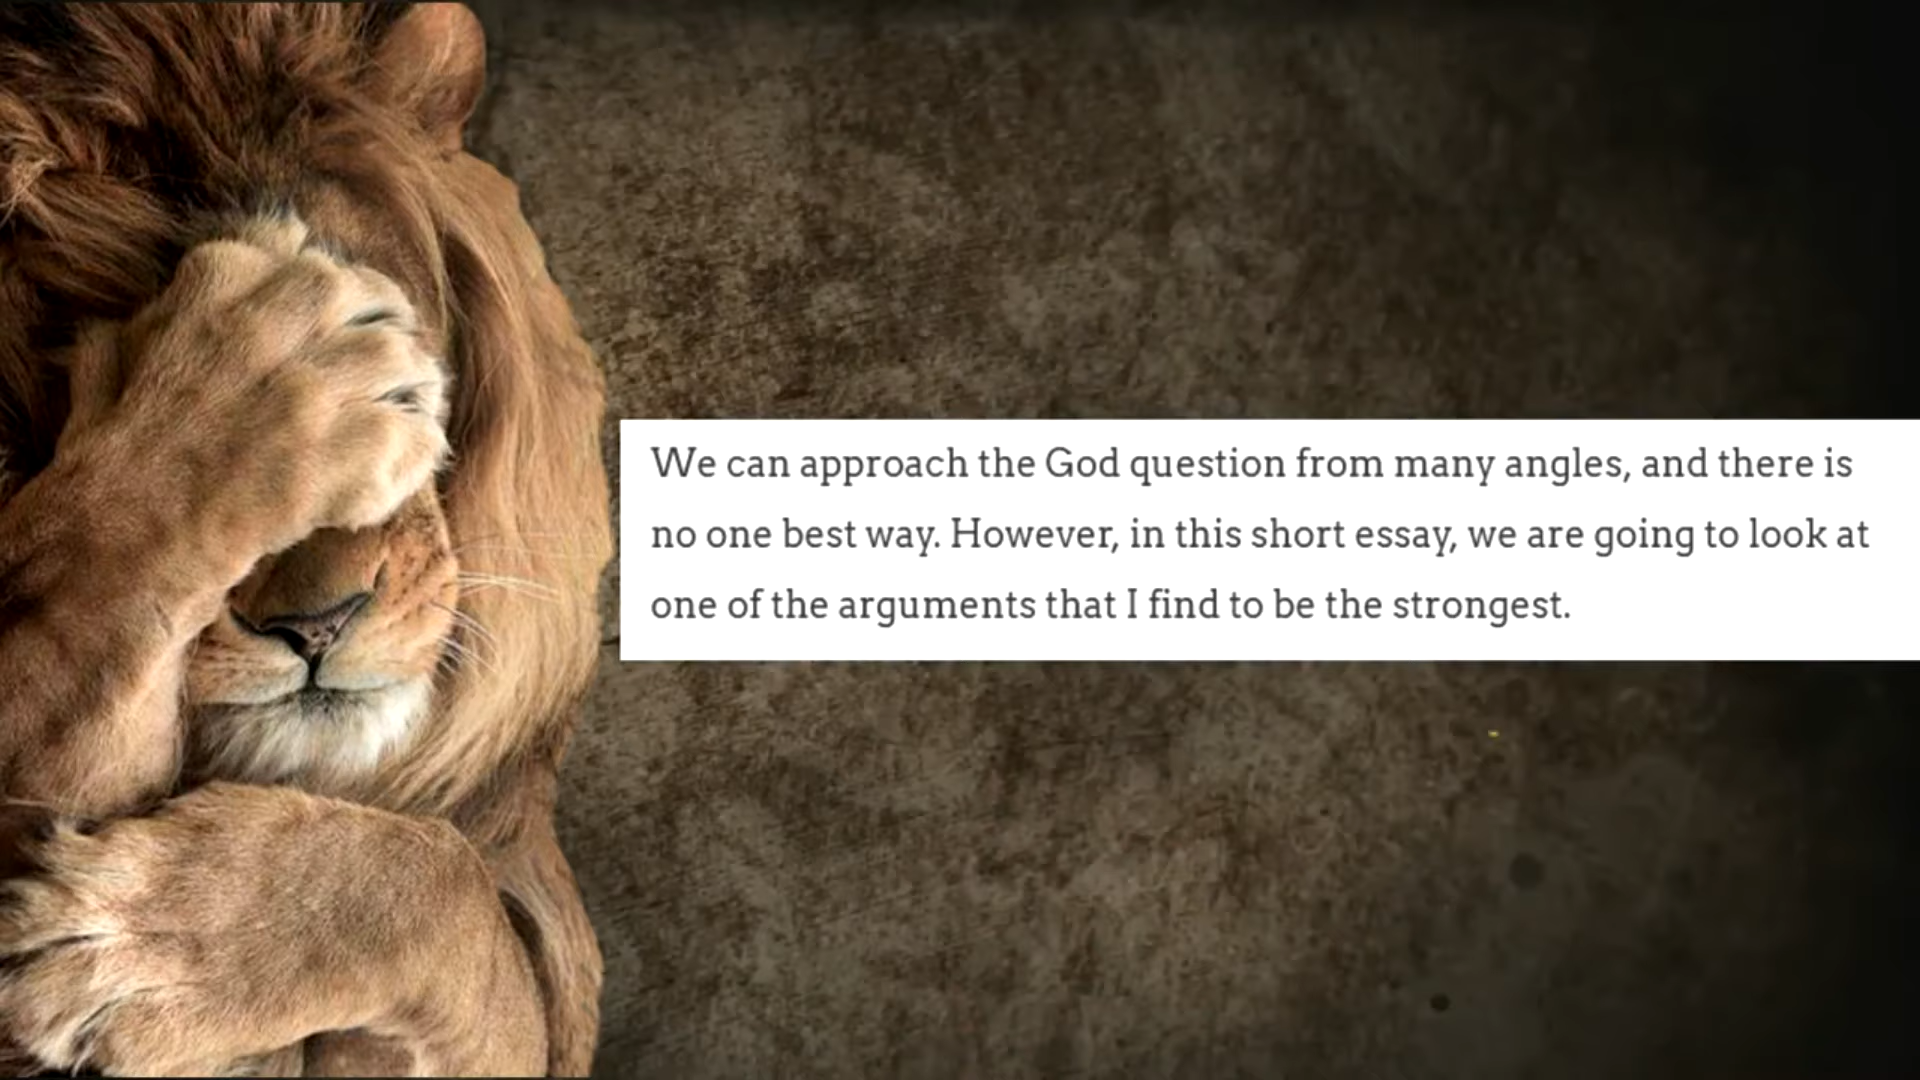 We can approach the God question from many angles, and there is
no one best way. However, in this short essay, we are going to look at
one of the arguments that I find to be the strongest.